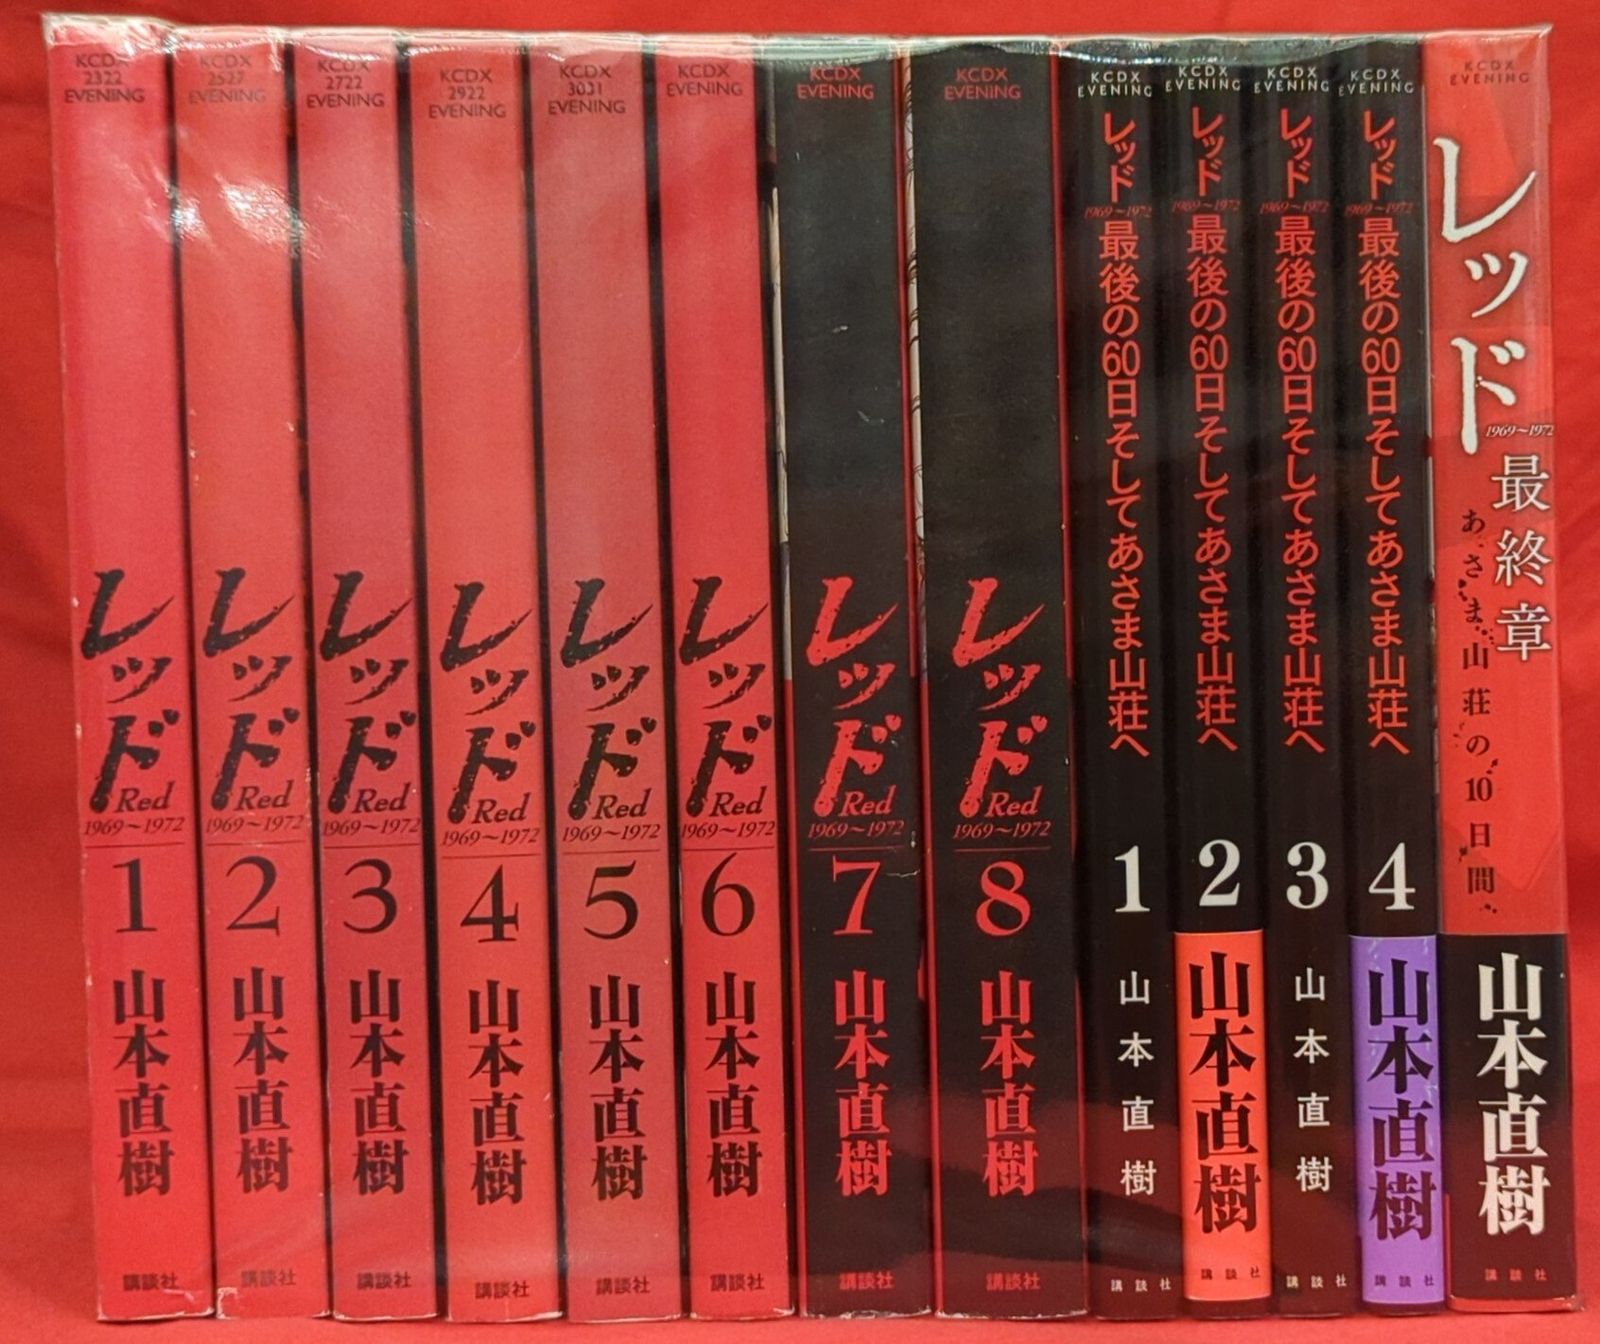 KCDX
2322
EVENING
レッド
Red
1969～1972
1
山本直樹
講談社
KCDX
2527
EVENING
レッド
Red
1969～1972
2
山本直樹
講談社
KCDX
2722
EVENING
レッド
Red
1969～1972
3
山本直樹
講談社
KCDX
2922
EVENING
レッド
Red
1969～1972
4
山本直樹
講談社
KCDX
3031
EVENING
レッド
Red
1969～1972
5
山本直樹
講談社
KCDX
EVENING
レッド
Red
1969～1972
6
山本直樹
講談社
KCDX
EVENING
レッド
Red
1969～1972
7
山本直樹
講談社
KCDX
EVENING
レッド
Red
1969～1972
8
山本直樹
講談社
KCDX
EVENING
レッド
1969～1972
最後の60日そしてあさま山荘へ
1
山本直樹
講談社
KCDX
EVENING
レッド
1969～1972
最後の60日そしてあさま山荘へ
2
山本直樹
講談社
KCDX
EVENING
レッド
1969～1972
最後の60日そしてあさま山荘へ
3
山本直樹
講談社
KCDX
EVENING
レッド
1969～1972
最後の60日そしてあさま山荘へ
4
山本直樹
講談社
KCDX
EVENING
レッド
1969～1972
最終章
あさま山荘の10日間
山本直樹
講談社